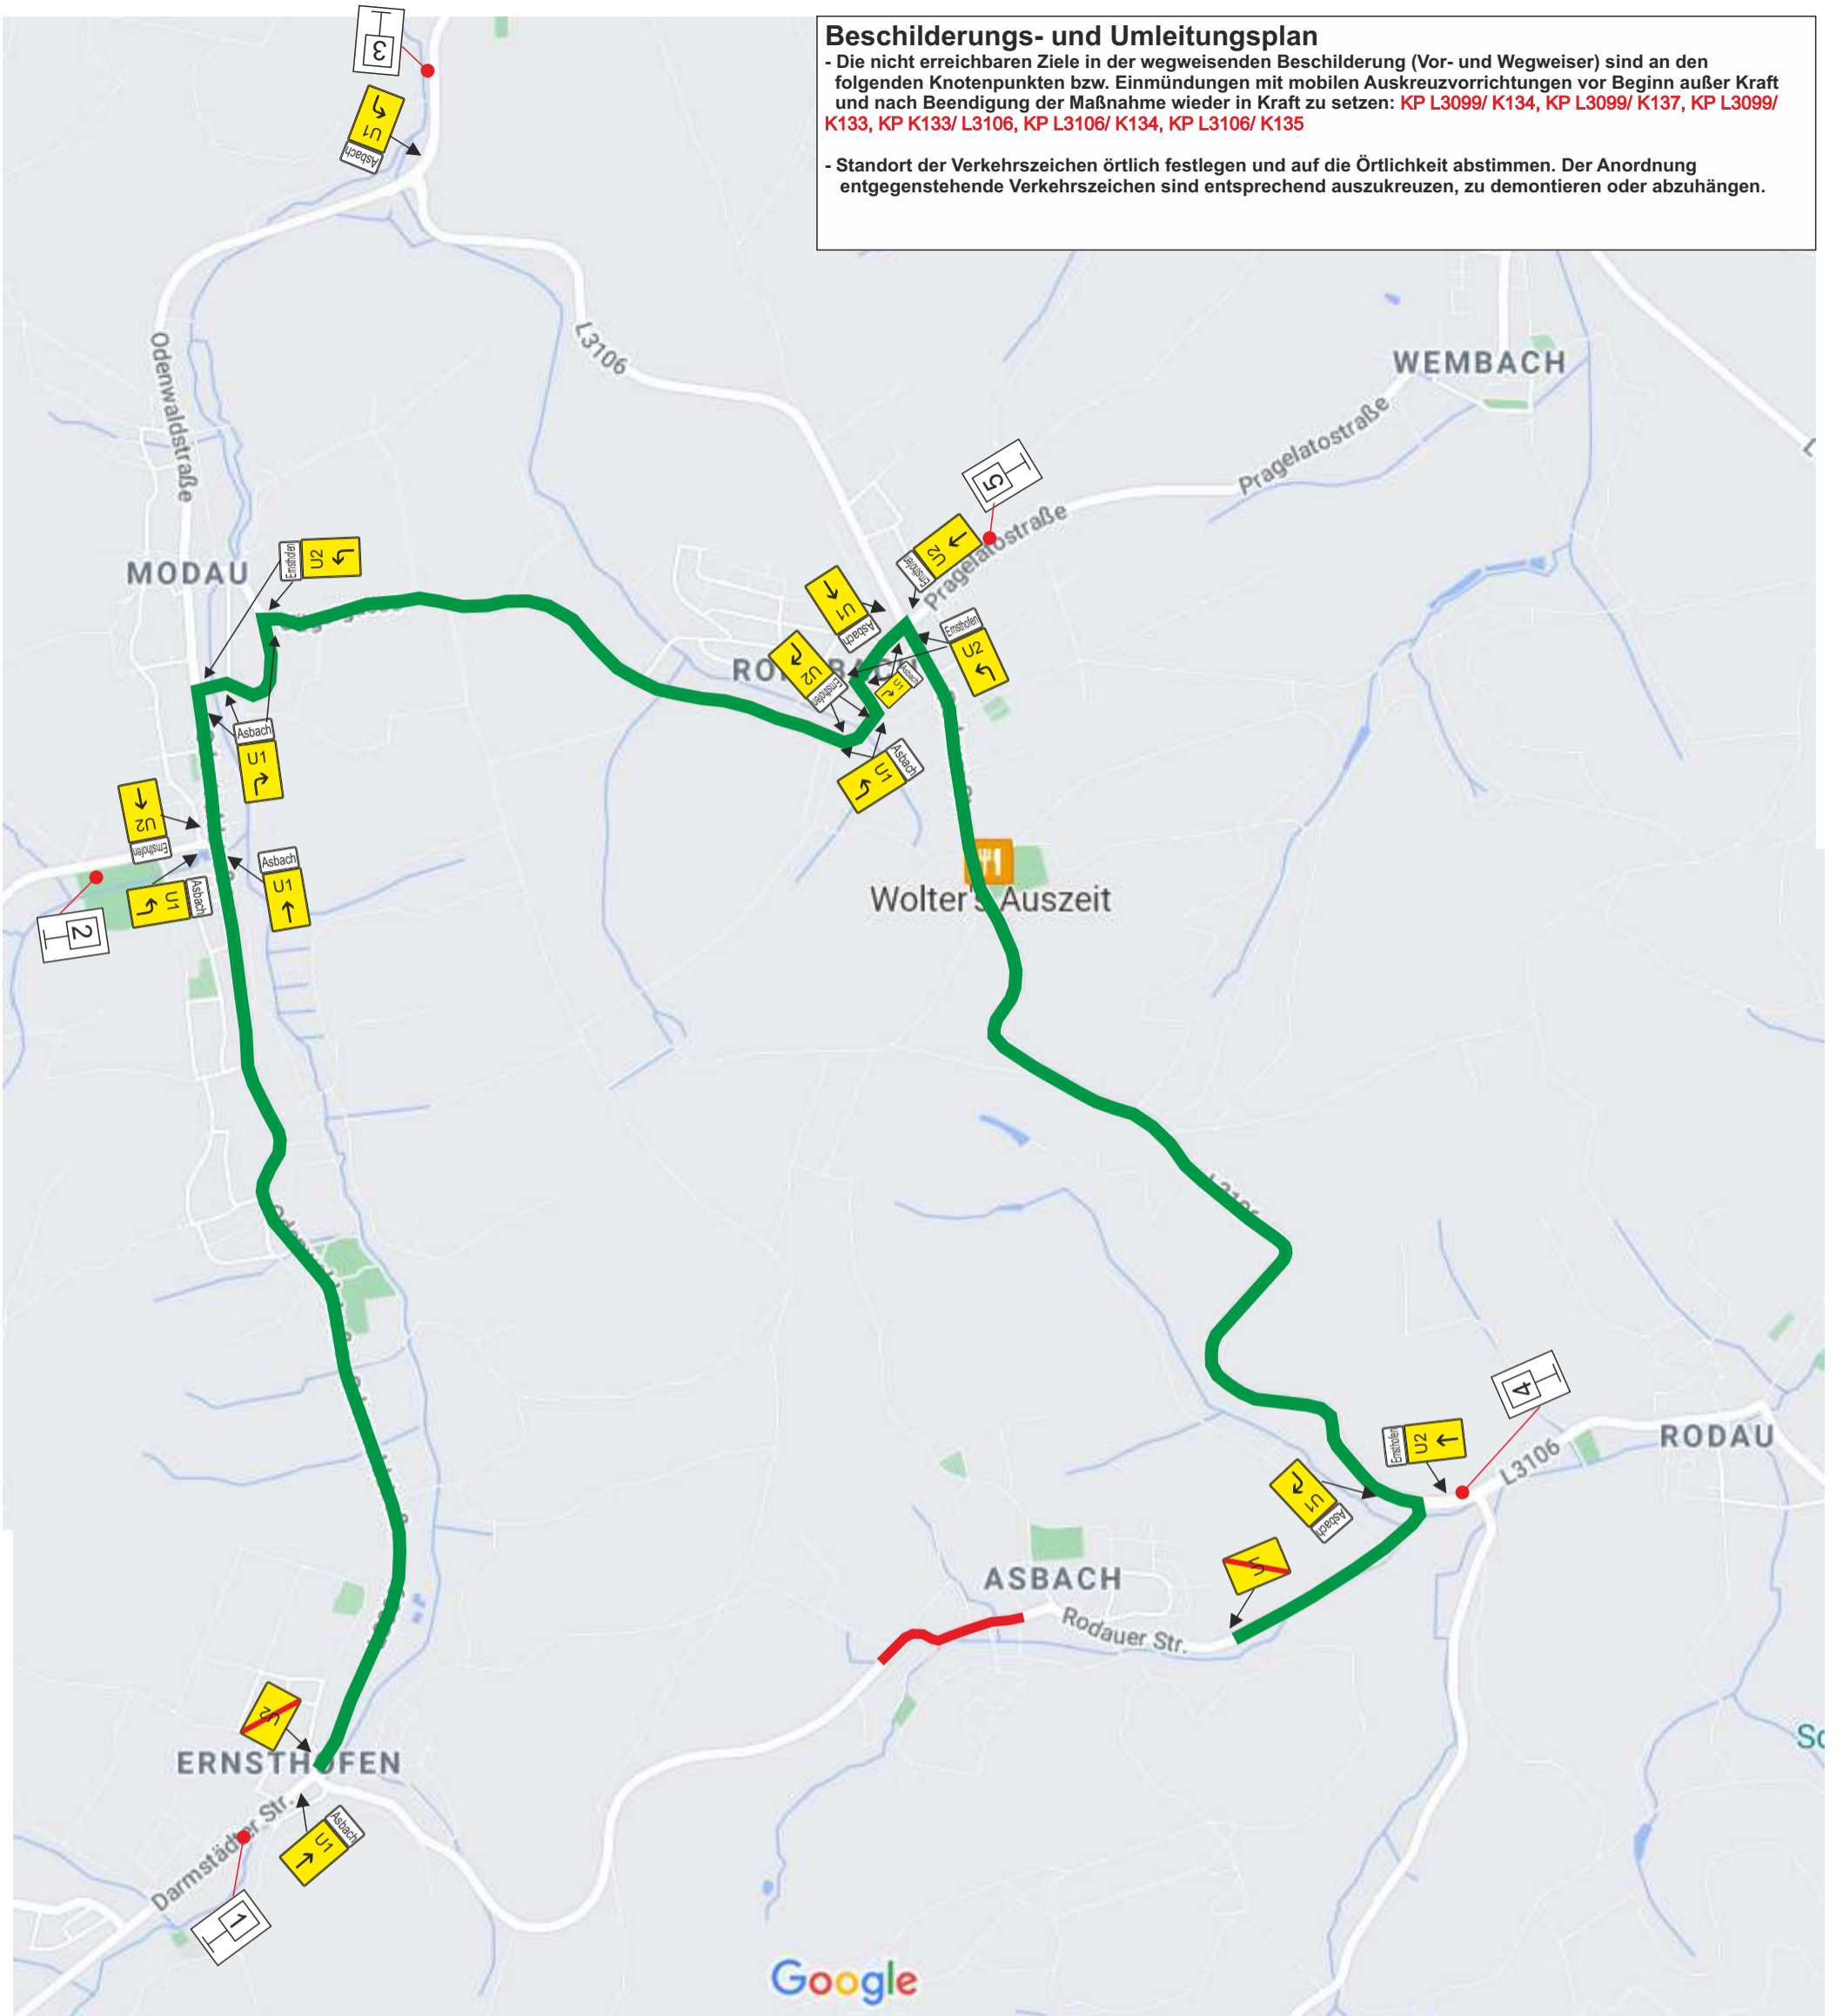 Beschilderungs- und Umleitungsplan
- Die nicht erreichbaren Ziele in der wegweisenden Beschilderung (Vor- und Wegweiser) sind an den
folgenden Knotenpunkten bzw. Einmündungen mit mobilen Auskreuzvorrichtungen vor Beginn außer Kraft
und nach Beendigung der Maßnahme wieder in Kraft zu setzen: KP L3099/ K134, KP L3099/ K137, KP L3099/
K133, KP K133/ L3106, KP L3106/ K134, KP L3106/ K135
- Standort der Verkehrszeichen örtlich festlegen und auf die Örtlichkeit abstimmen. Der Anordnung
entgegenstehende Verkehrszeichen sind entsprechend auszukreuzen, zu demontieren oder abzuhängen.
3
U1
Asbach
L3106
Odenwaldstraße
WEMBACH
Pragelatostraße
5
Pragelatostraße
U2
Ernsthofen
MODAU
Ernsthofen
U2
U1
Asbach
Ernsthofen
U2
U2
Ernsthofen
Asbach
U1
Asbach
U1
Asbach
U1
U2
Ernsthofen
Asbach
U1
U1
Asbach
2
Wolter's Auszeit
4
Ernsthofen
U2
L3106
RODAU
U1
Asbach
U1
ASBACH
Rodauer Str.
U2
ERNSTHOFEN
Asbach
U1
Darmstädter Str.
1
Google